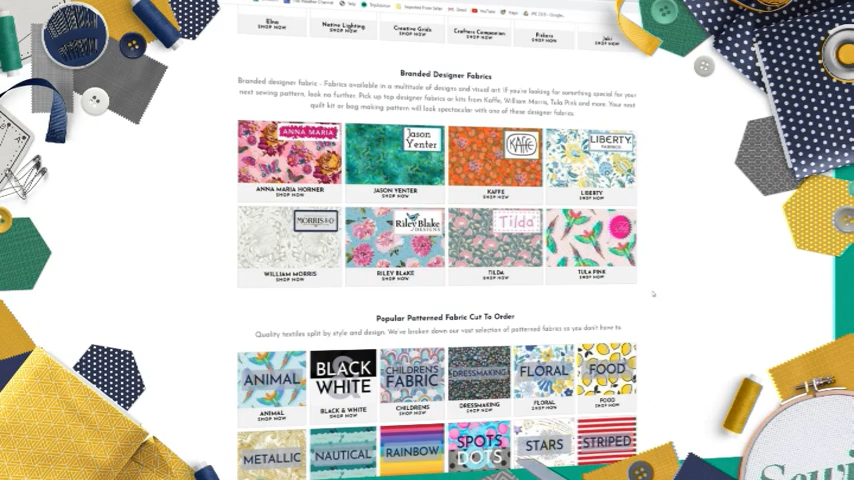 Elna
Native Lighting
Creative Grids
Crafters Companion
Fiskars
Juki
Branded Designer Fabrics
Branded designer fabric - Fabrics available in a multitude of designs and visual art. If you're looking for something special for your
next sewing pattern, look no further. Pick up top designer fabrics or kits from Kaffe, William Morris, Tula Pink and more. Your next
quilt kit or bag making pattern will look spectacular with one of these designer fabrics.
ANNA MARIA
Jason
Yenter
KAFFE
LIBERTY
FABRICS
ANNA MARIA HORNER
SHOP NOW
JASON YENTER
SHOP NOW
KAFFE
SHOP NOW
LIBERTY
SHOP NOW
MORRIS & Co
Riley Blake
DESIGNS
Tilda
WILLIAM MORRIS
SHOP NOW
RILEY BLAKE
SHOP NOW
TILDA
SHOP NOW
TULA PINK
SHOP NOW
Popular Patterned Fabric Cut To Order
Quality textiles split by style and design. We've broken down our vast selection of patterned fabrics so you don't have to.
ANIMAL
BLACK
&
WHITE
CHILDRENS
FABRIC
DRESSMAKING
FLORAL
FOOD
ANIMAL
SHOP NOW
BLACK & WHITE
SHOP NOW
CHILDRENS
SHOP NOW
DRESSMAKING
SHOP NOW
FLORAL
SHOP NOW
FOOD
SHOP NOW
METALLIC
NAUTICAL
RAINBOW
SPOTS
DOTS
STARS
STRIPED